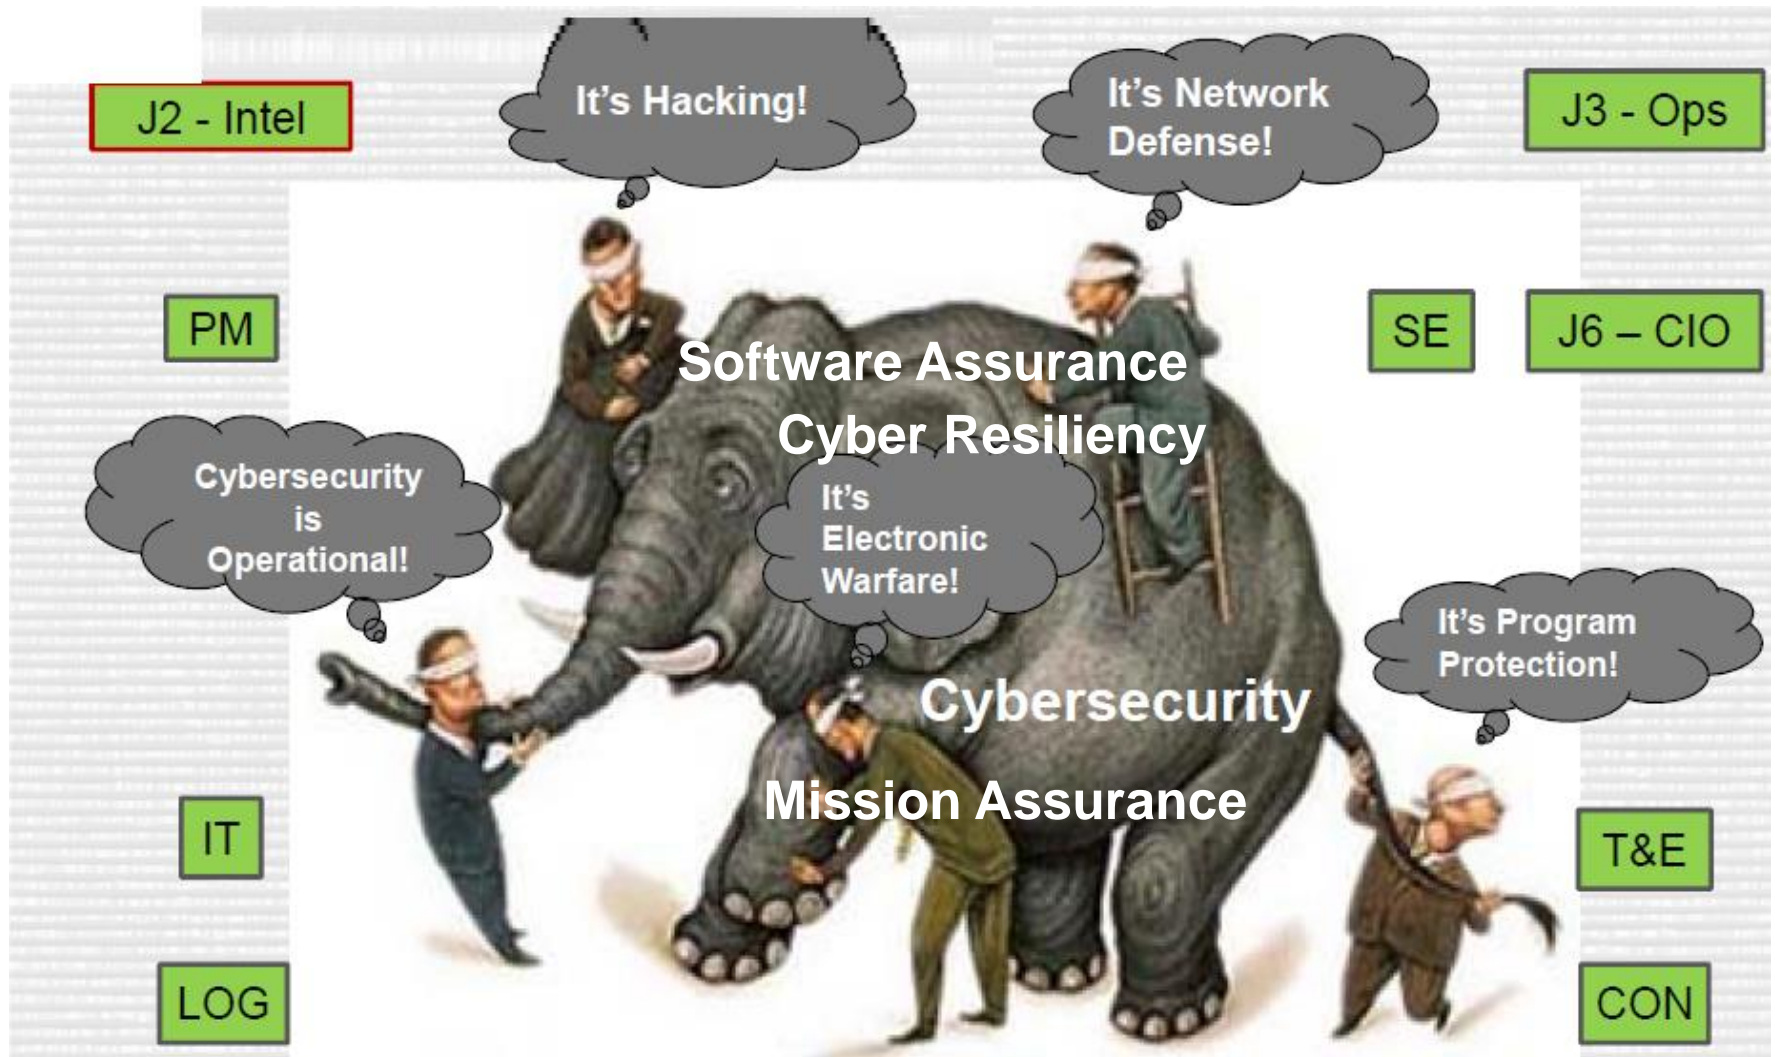 J2 - Intel
It's Hacking!
It's Network
Defense!
J3 - Ops
PM
SE
J6 – CIO
Software Assurance
Cyber Resiliency
Cybersecurity
is
Operational!
It's
Electronic
Warfare!
It's Program
Protection!
Cybersecurity
Mission Assurance
IT
T&E
LOG
CON